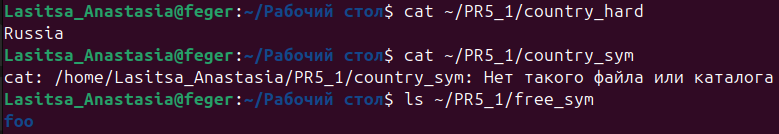 Lasitsa_Anastasia@feger:~/Рабочий стол$ cat ~/PR5_1/country_hard
Russia
Lasitsa_Anastasia@feger:~/Рабочий стол$ cat ~/PR5_1/country_sym
cat: /home/Lasitsa_Anastasia/PR5_1/country_sym: Нет такого файла или каталога
Lasitsa_Anastasia@feger:~/Рабочий стол$ ls ~/PR5_1/free_sym
foo